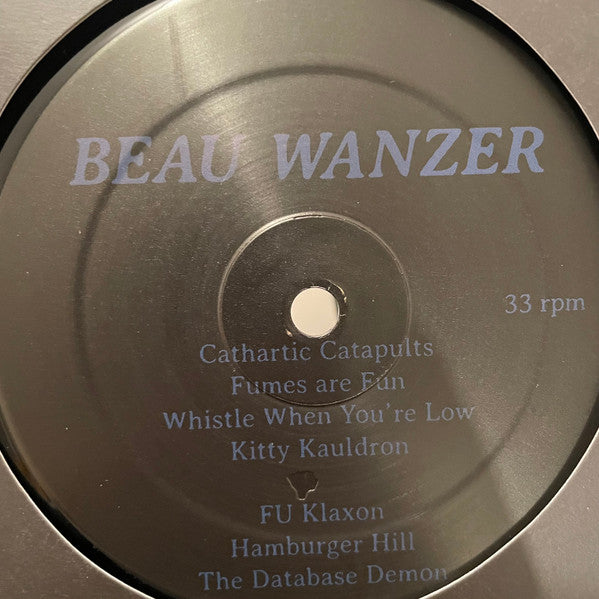 BEAU WANZER
33 rpm
Cathartic Catapults
Fumes are Fun
Whistle When You're Low
Kitty Kauldron
FU Klaxon
Hamburger Hill
The Database Demon